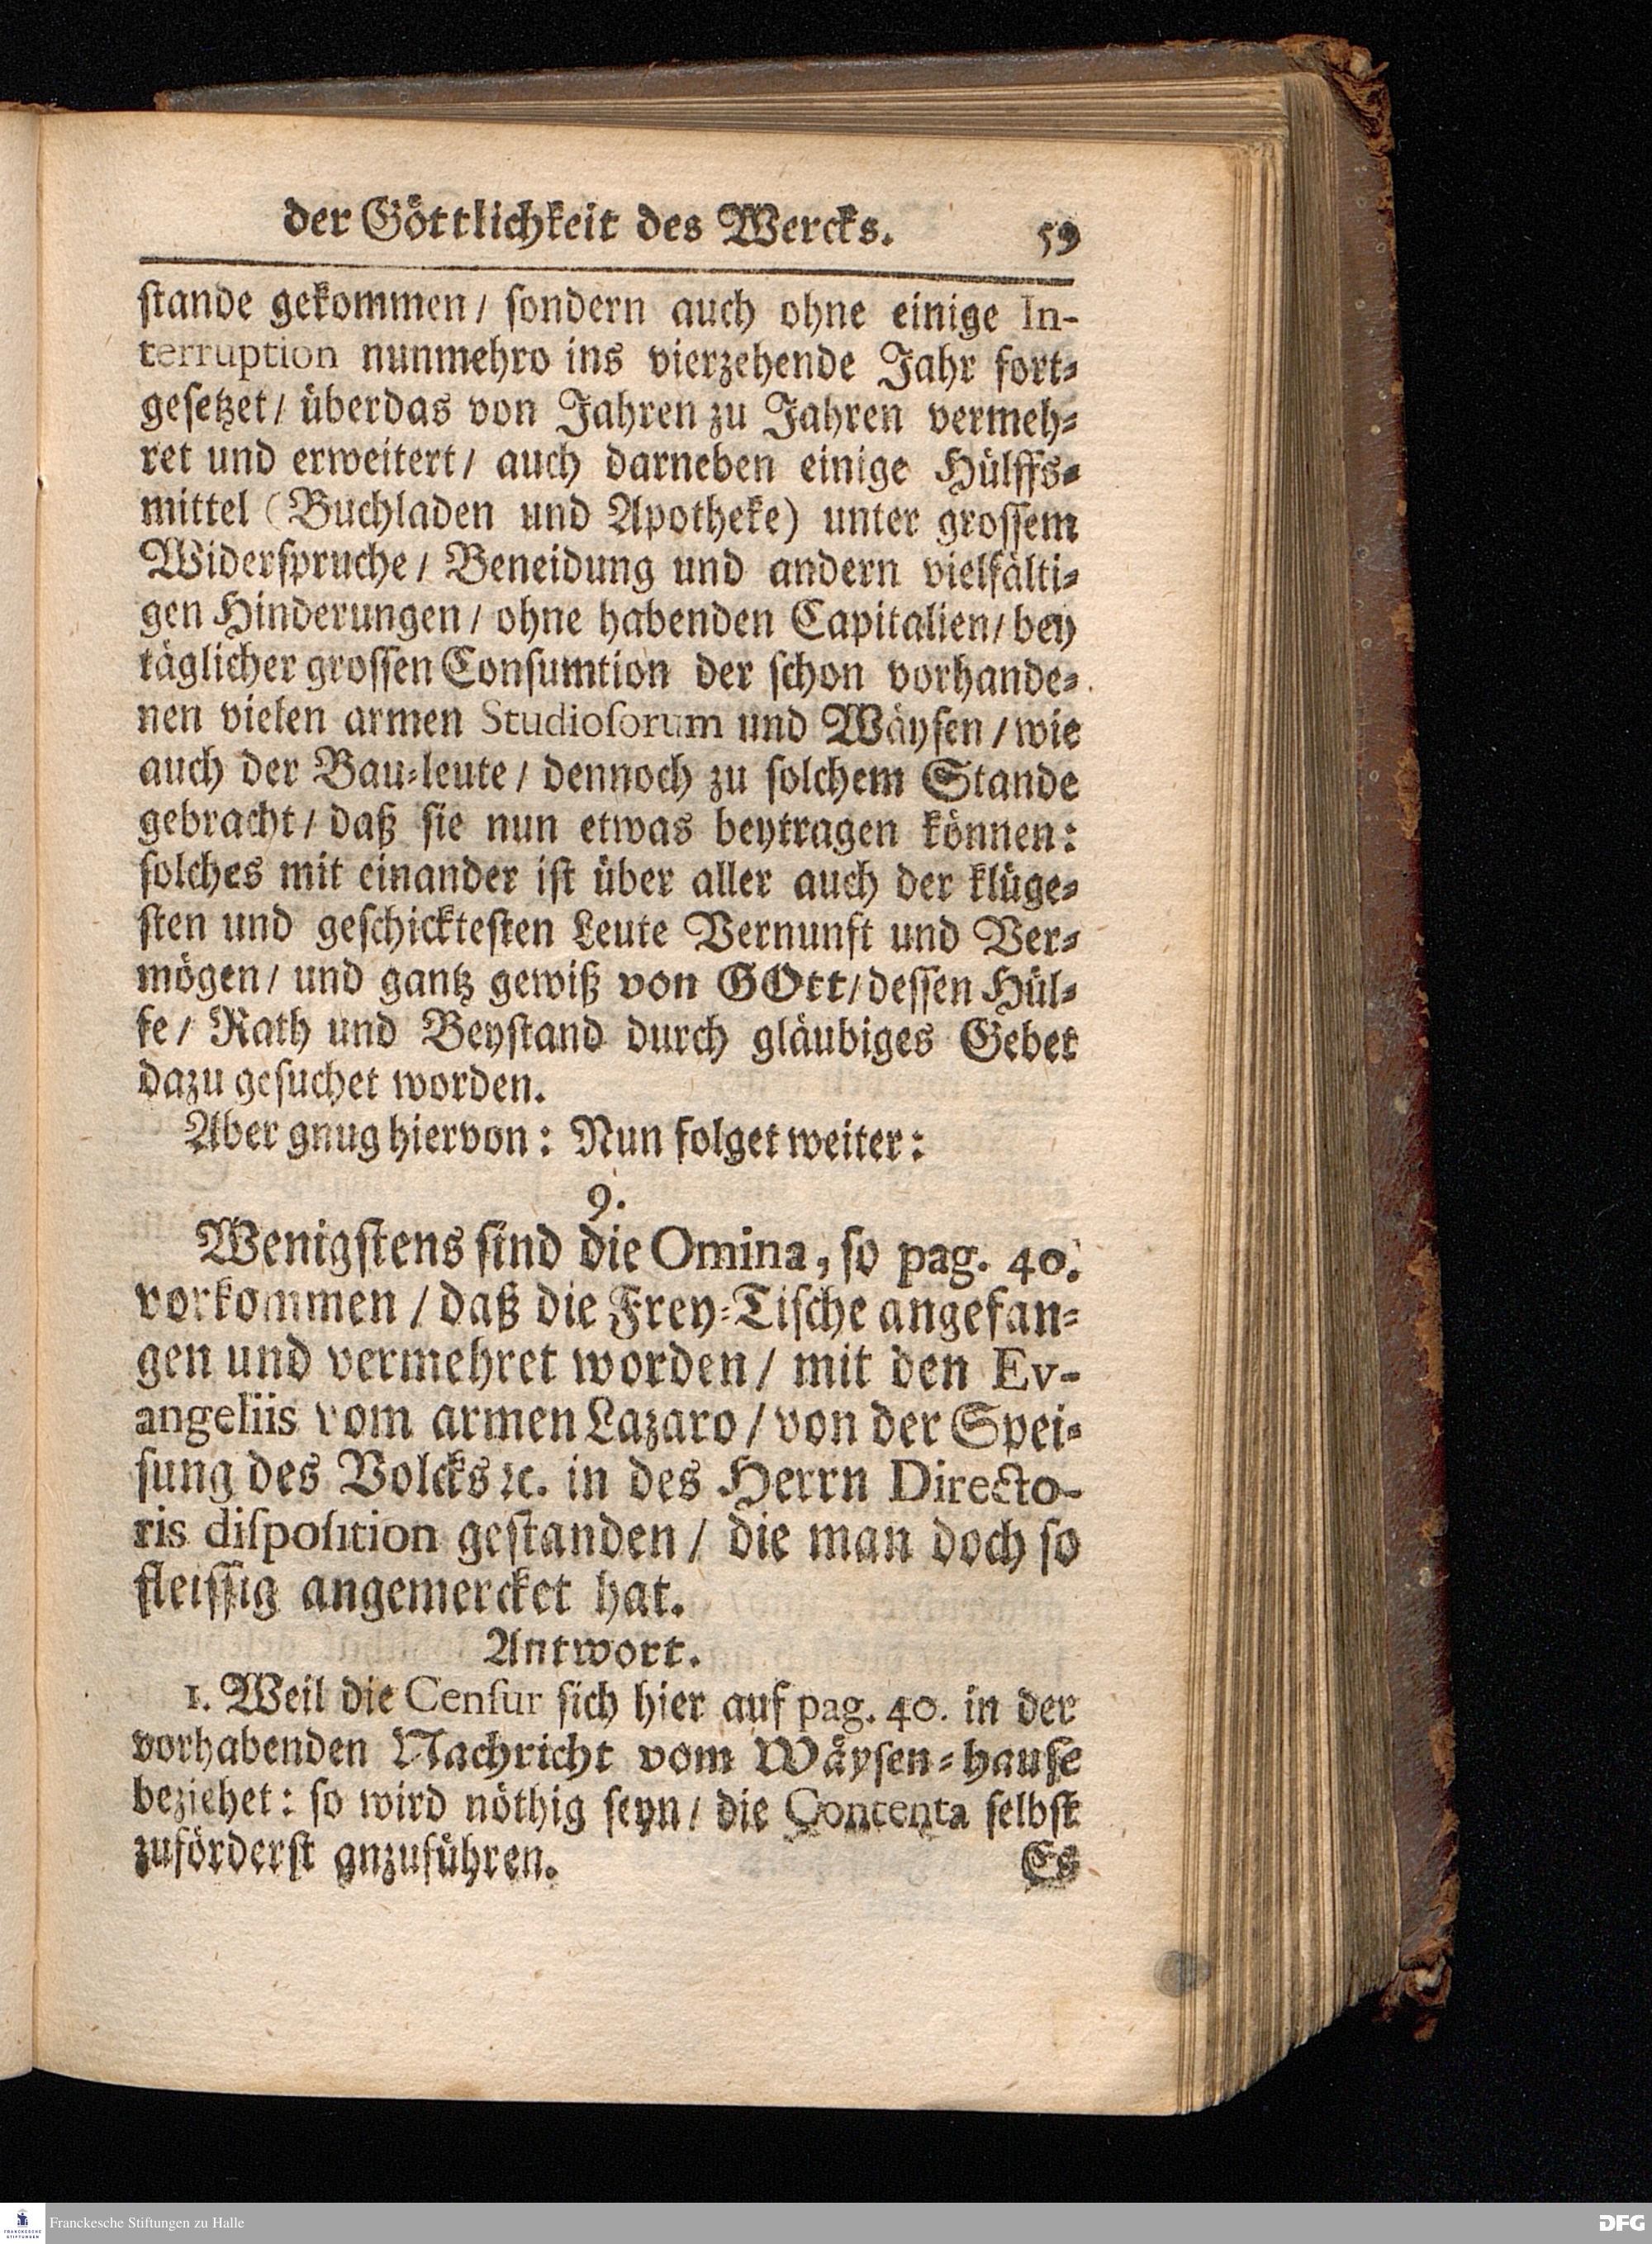 der Göttlichkeit des Wercks. 59
ſtande gekommen/ ſondern auch ohne einige In-
terruption nunmehro ins vierzehende Jahr fort⸗
geſetzet/ überdas von Jahren zu Jahren vermeh⸗
ret und erweitert/ auch darneben einige Hülffs⸗
mittel (Buchladen und Apotheke) unter groſſem
Widerſpruche/ Beneidung und andern vielfälti⸗
gen Hinderungen/ ohne habenden Capitalien/ bey
täglicher groſſen Conſumtion der ſchon vorhande⸗
nen vielen armen Studioſorum und Wäyſen/ wie
auch der Bau⸗leute/ dennoch zu ſolchem Stande
gebracht/ daß ſie nun etwas beytragen können:
ſolches mit einander iſt über aller auch der klüge⸗
ſten und geſchickteſten Leute Vernunft und Ver⸗
mögen/ und gantz gewiß von GOtt/ deſſen Hül⸗
fe/ Rath und Beyſtand durch gläubiges Gebet
dazu geſuchet worden.
Aber gnug hiervon: Nun folget weiter:
9.
Wenigſtens ſind die Omina, ſo pag. 40.
vorkommen/ daß die Frey⸗Tiſche angefan⸗
gen und vermehret worden/ mit den Ev-
angeliis vom armen Lazaro/ von der Spei⸗
ſung des Volcks ꝛc. in des Herrn Directo-
ris diſpoſition geſtanden/ die man doch ſo
fleiſſig angemercket hat.
Antwort.
1. Weil die Cenſur ſich hier auf pag. 40. in der
vorhabenden Nachricht vom Wäyſen⸗hauſe
beziehet: ſo wird nöthig ſeyn/ die Contenta ſelbſt
zuförderſt anzuführen. Es
Franckesche Stiftungen zu Halle
FRANCKESCHE
STIFTUNGEN
DFG